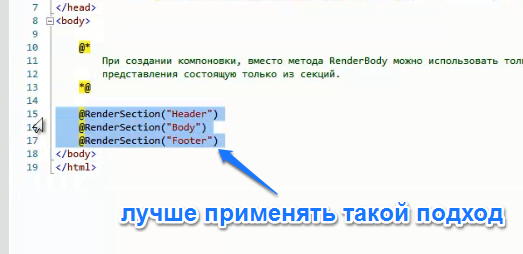 7 </head>
8 <body>
9
10 @*
11 При создании компоновки, вместо метода RenderBody можно использовать
12 представления состоящую только из секций.
13 *@
14
15 @RenderSection("Header")
16 @RenderSection("Body")
17 @RenderSection("Footer")
18 </body>
19 </html>
лучше применять такой подход